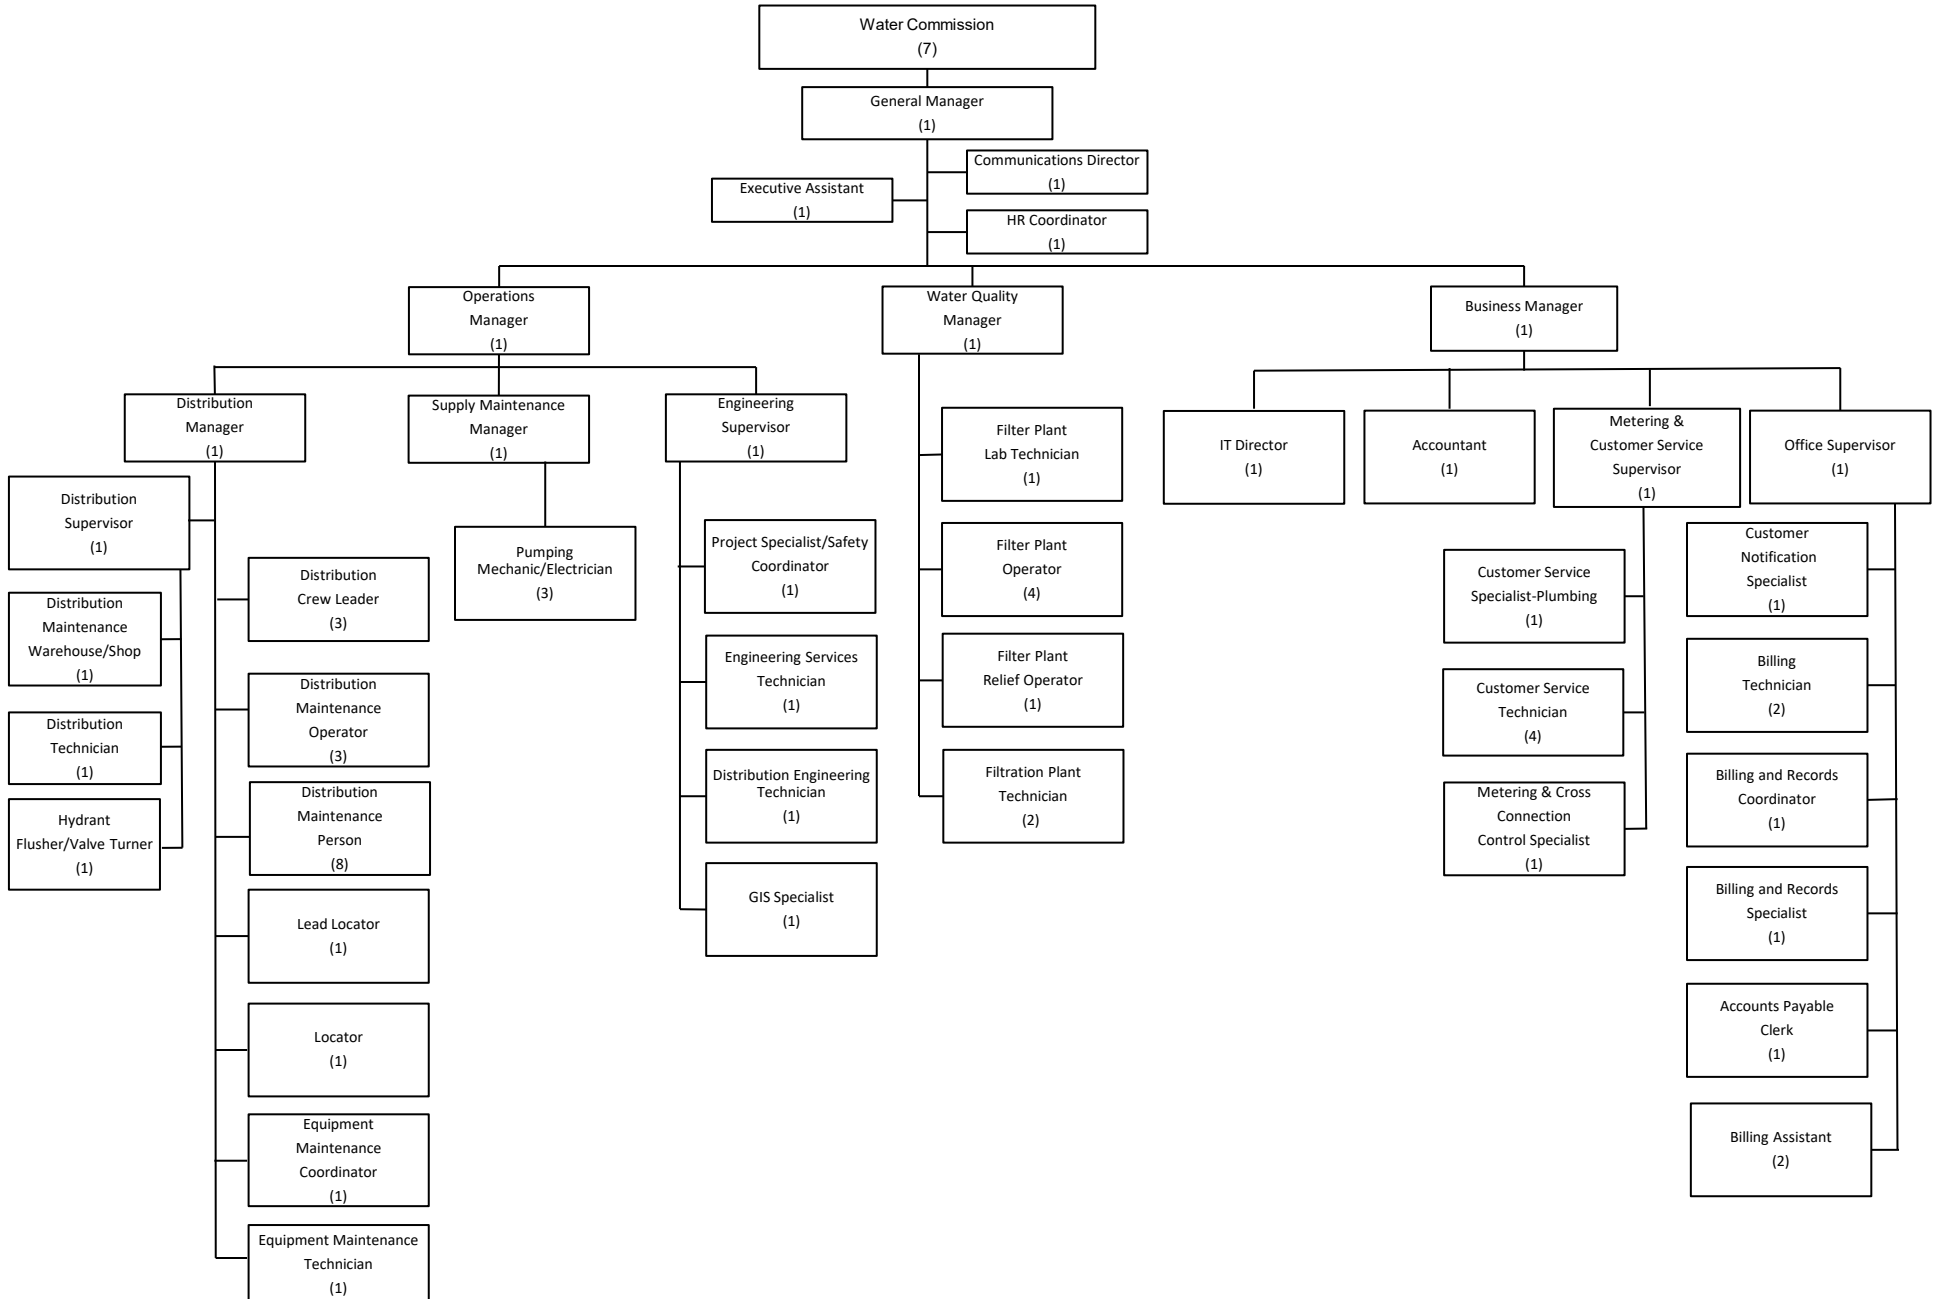 Water Commission
(7)
General Manager
(1)
Communications Director
(1)
Executive Assistant
(1)
HR Coordinator
(1)
Operations
Manager
(1)
Water Quality
Manager
(1)
Business Manager
(1)
Distribution
Manager
(1)
Supply Maintenance
Manager
(1)
Engineering
Supervisor
(1)
IT Director
(1)
Accountant
(1)
Metering &
Customer Service
Supervisor
(1)
Office Supervisor
(1)
Distribution
Supervisor
(1)
Distribution
Maintenance
Warehouse/Shop
(1)
Distribution
Technician
(1)
Hydrant
Flusher/Valve Turner
(1)
Distribution
Crew Leader
(3)
Distribution
Maintenance
Operator
(3)
Distribution
Maintenance
Person
(8)
Lead Locator
(1)
Locator
(1)
Equipment
Maintenance
Coordinator
(1)
Equipment Maintenance
Technician
(1)
Pumping
Mechanic/Electrician
(3)
Project Specialist/Safety
Coordinator
(1)
Engineering Services
Technician
(1)
Distribution Engineering
Technician
(1)
GIS Specialist
(1)
Filter Plant
Lab Technician
(1)
Filter Plant
Operator
(4)
Filter Plant
Relief Operator
(1)
Filtration Plant
Technician
(2)
Customer Service
Specialist-Plumbing
(1)
Customer Service
Technician
(4)
Metering & Cross
Connection
Control Specialist
(1)
Customer
Notification
Specialist
(1)
Billing
Technician
(2)
Billing and Records
Coordinator
(1)
Billing and Records
Specialist
(1)
Accounts Payable
Clerk
(1)
Billing Assistant
(2)